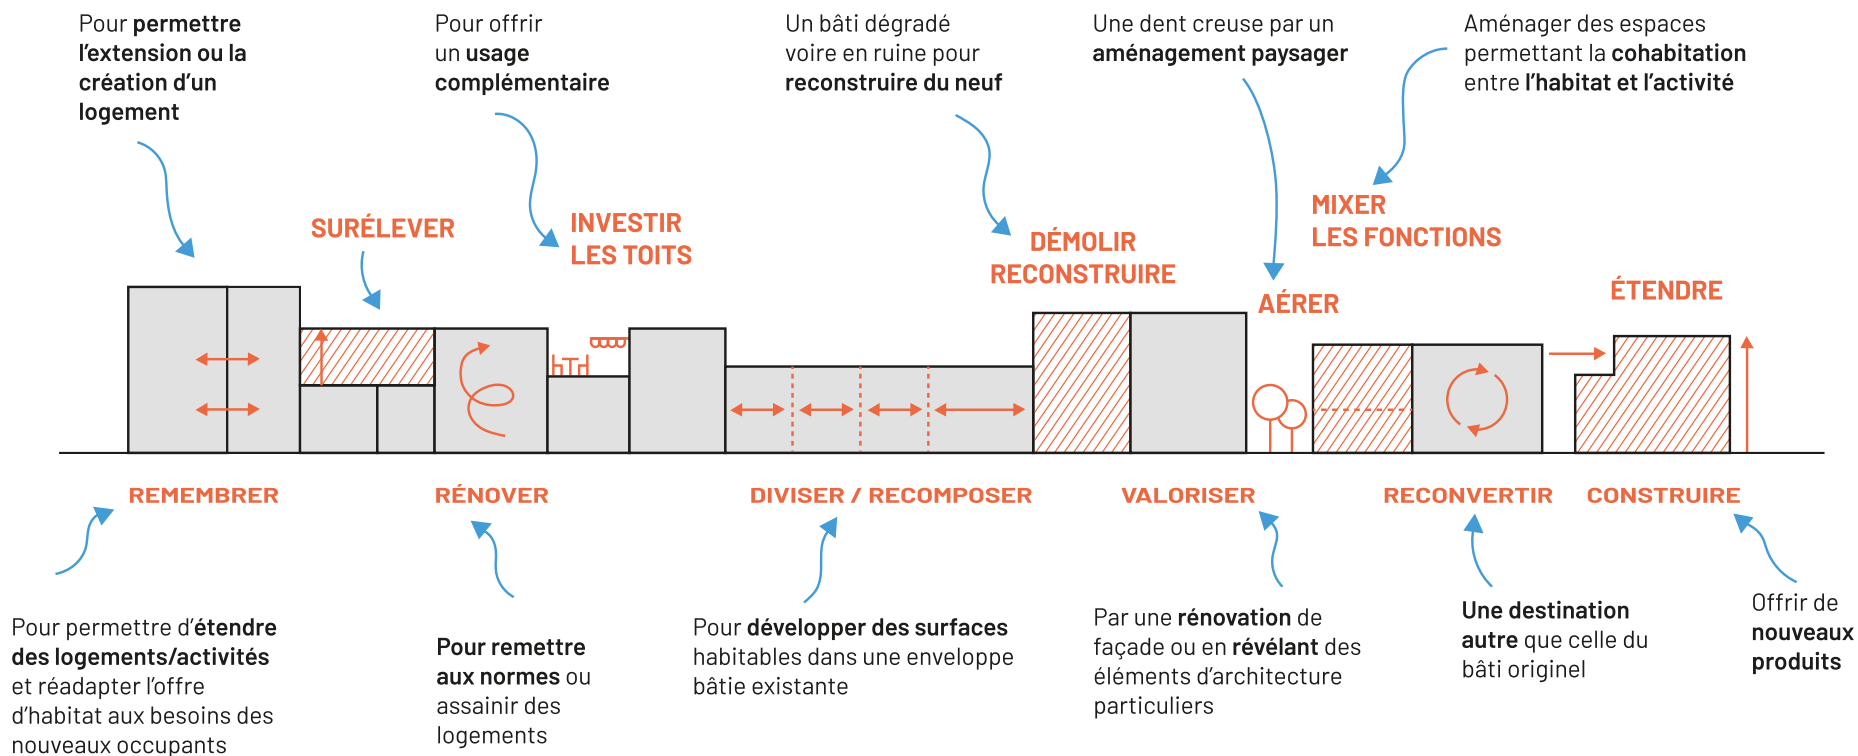 Pour permettre
l'extension ou la
création d'un
logement
Pour offrir
un usage
complémentaire
Un bâti dégradé
voire en ruine pour
reconstruire du neuf
Une dent creuse par un
aménagement paysager
Aménager des espaces
permettant la cohabitation
entre l'habitat et l'activité
SURÉLEVER
INVESTIR
LES TOITS
DÉMOLIR
RECONSTRUIRE
AÉRER
MIXER
LES FONCTIONS
ÉTENDRE
REMEMBRER
RÉNOVER
DIVISER / RECOMPOSER
VALORISER
RECONVERTIR
CONSTRUIRE
Pour permettre d'étendre
des logements/activités
et réadapter l'offre
d'habitat aux besoins des
nouveaux occupants
Pour remettre
aux normes ou
assainir des
logements
Pour développer des surfaces
habitables dans une enveloppe
bâtie existante
Par une rénovation de
façade ou en révélant des
éléments d'architecture
particuliers
Une destination
autre que celle du
bâti originel
Offrir de
nouveaux
produits